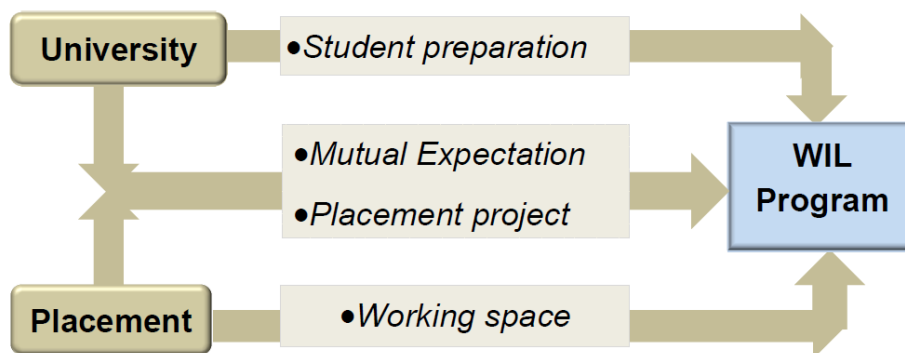 University
●Student preparation
●Mutual Expectation
●Placement project
WIL
Program
Placement
●Working space